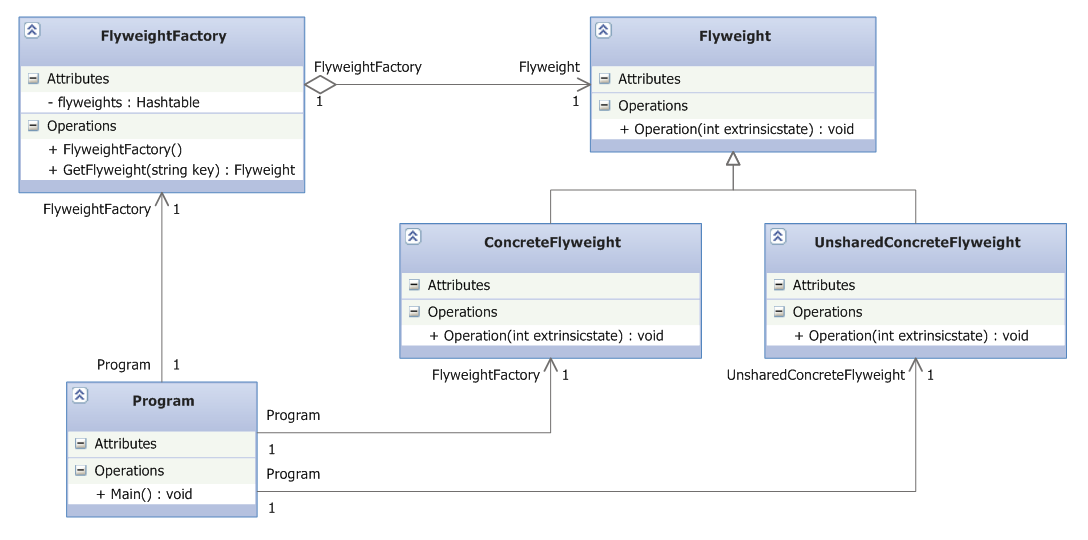 FlyweightFactory
Attributes
- flyweights : Hashtable
Operations
+ FlyweightFactory()
+ GetFlyweight(string key) : Flyweight
FlyweightFactory
1
Flyweight
1
Flyweight
Attributes
Operations
+ Operation(int extrinsicstate) : void
FlyweightFactory
1
ConcreteFlyweight
Attributes
Operations
+ Operation(int extrinsicstate) : void
UnsharedConcreteFlyweight
Attributes
Operations
+ Operation(int extrinsicstate) : void
Program
1
FlyweightFactory
1
UnsharedConcreteFlyweight
1
Program
Attributes
Operations
+ Main() : void
Program
1
Program
1